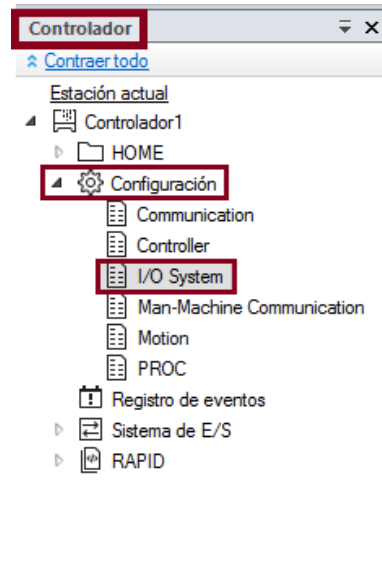 Controlador
Contraer todo
Estación actual
Controlador1
HOME
Configuración
Communication
Controller
I/O System
Man-Machine Communication
Motion
PROC
Registro de eventos
Sistema de E/S
RAPID